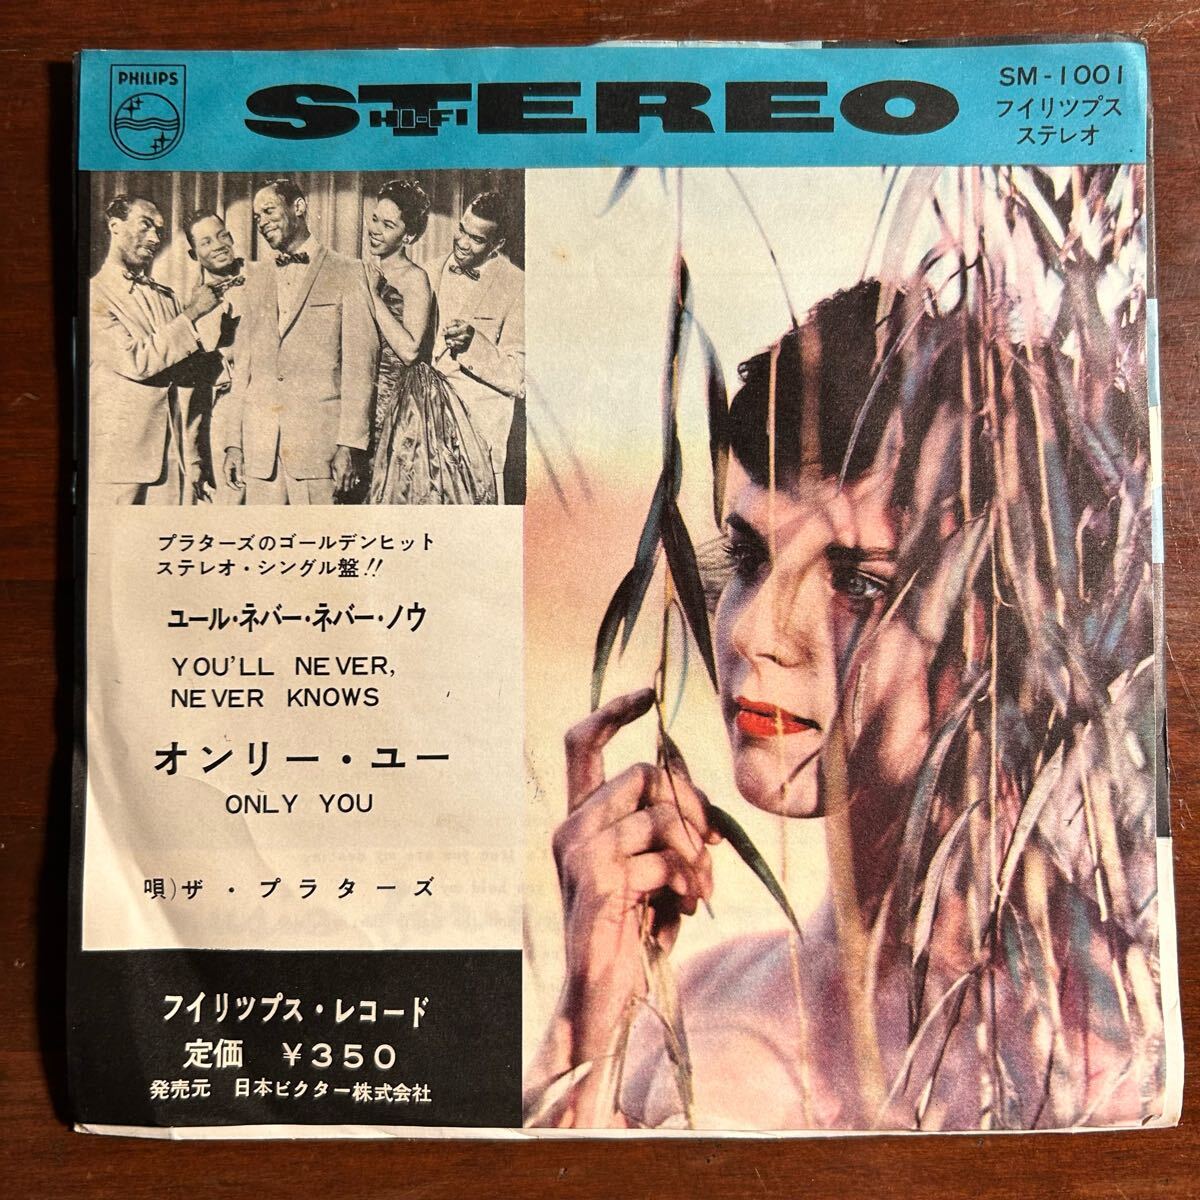 PHILIPS
STEREO
HI-FI
SM-1001
フイリツプス
ステレオ
プラターズのゴールデンヒット
ステレオ・シングル盤!!
ユール・ネバー・ネバー・ノウ
YOU'LL NEVER,
NEVER KNOWS
オンリー・ユー
ONLY YOU
唄)ザ・プラターズ
フイリツプス・レコード
定価 ¥350
発売元 日本ビクター株式会社